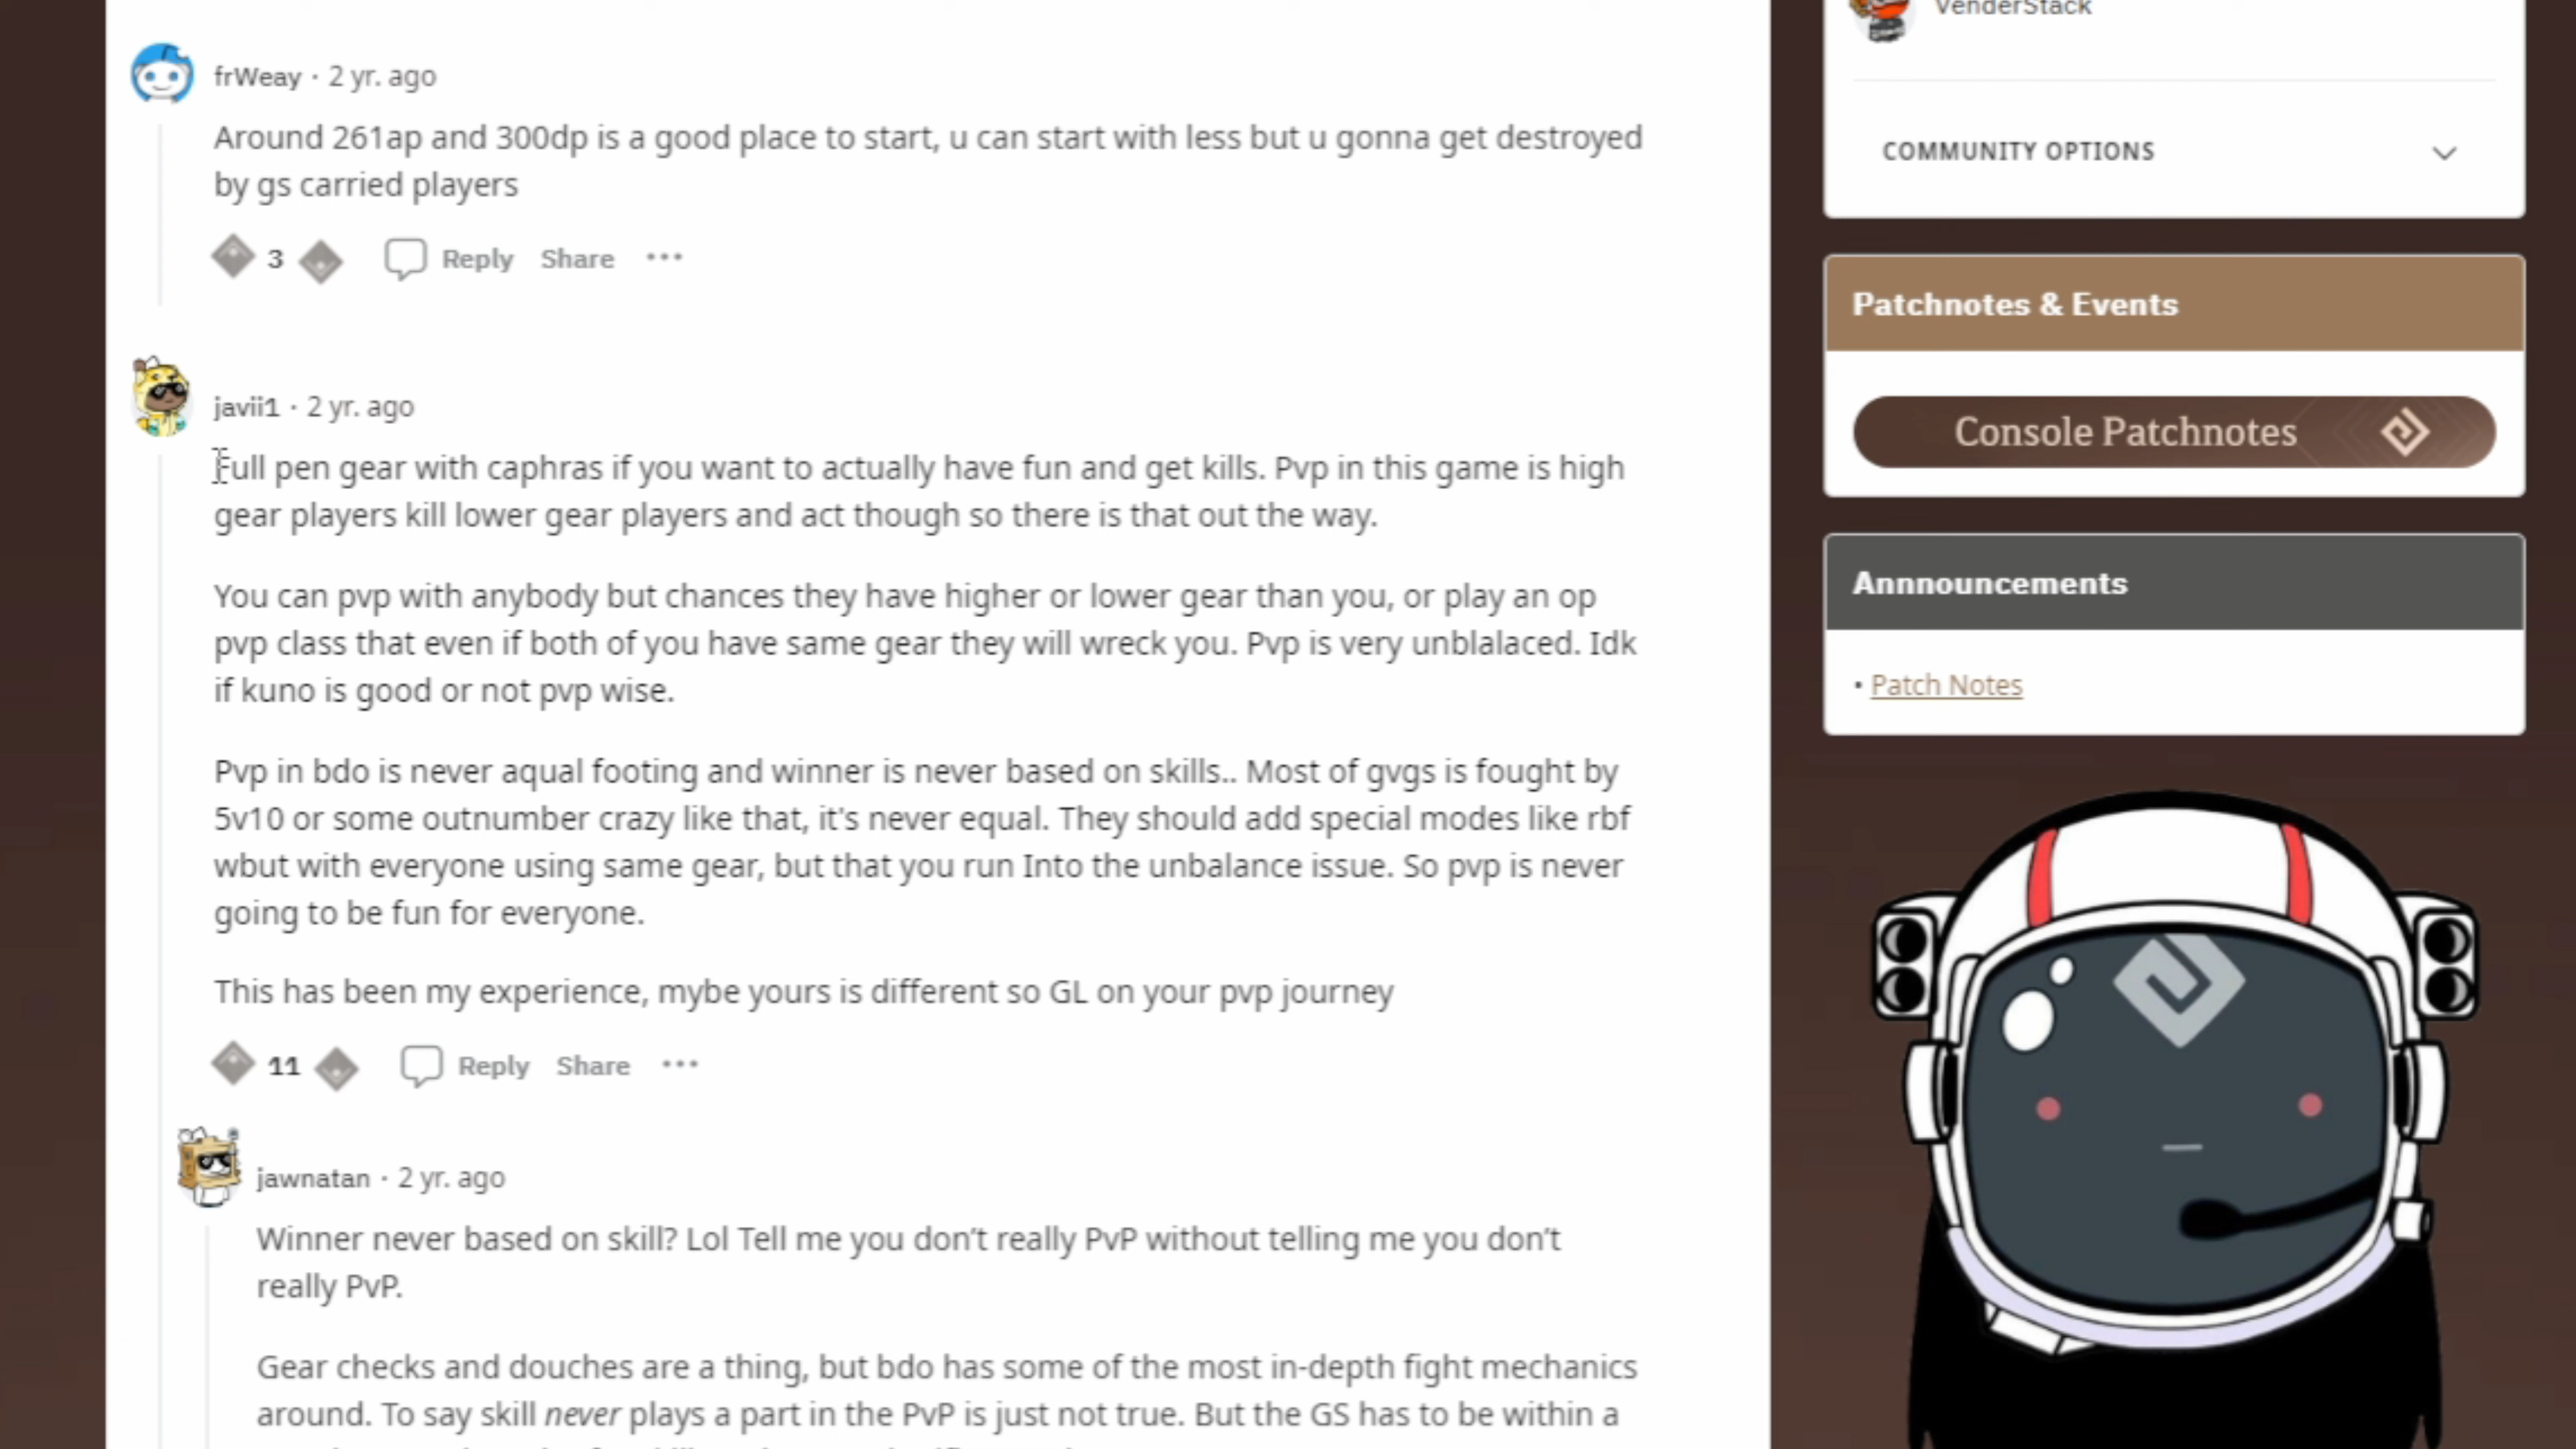 VenderStack
frWeay · 2 yr. ago
Around 261ap and 300dp is a good place to start, u can start with less but u gonna get destroyed
by gs carried players
3 Reply Share ···
COMMUNITY OPTIONS
Patchnotes & Events
Console Patchnotes
Annnouncements
• Patch Notes
javii1 · 2 yr. ago
Full pen gear with caphras if you want to actually have fun and get kills. Pvp in this game is high
gear players kill lower gear players and act though so there is that out the way.
You can pvp with anybody but chances they have higher or lower gear than you, or play an op
pvp class that even if both of you have same gear they will wreck you. Pvp is very unblalaced. Idk
if kuno is good or not pvp wise.
Pvp in bdo is never aqual footing and winner is never based on skills.. Most of gvgs is fought by
5v10 or some outnumber crazy like that, it's never equal. They should add special modes like rbf
wbut with everyone using same gear, but that you run Into the unbalance issue. So pvp is never
going to be fun for everyone.
This has been my experience, mybe yours is different so GL on your pvp journey
11 Reply Share ···
jawnatan · 2 yr. ago
Winner never based on skill? Lol Tell me you don’t really PvP without telling me you don’t
really PvP.
Gear checks and douches are a thing, but bdo has some of the most in-depth fight mechanics
around. To say skill never plays a part in the PvP is just not true. But the GS has to be within a